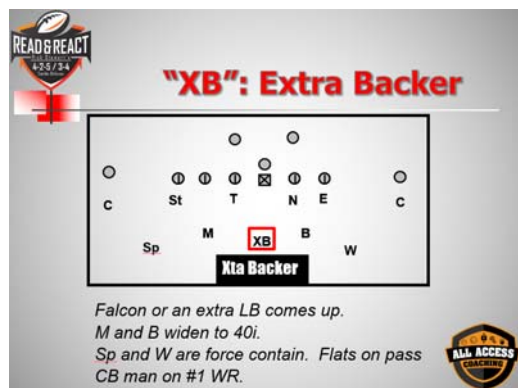 READ&REACT
4-2-5 / 3-4
"XB": Extra Backer
C St T N E C
M XB B
Sp W
Xta Backer
Falcon or an extra LB comes up.
M and B widen to 40i.
Sp and W are force contain.  Flats on pass
CB man on #1 WR.
ALL ACCESS
COACHING